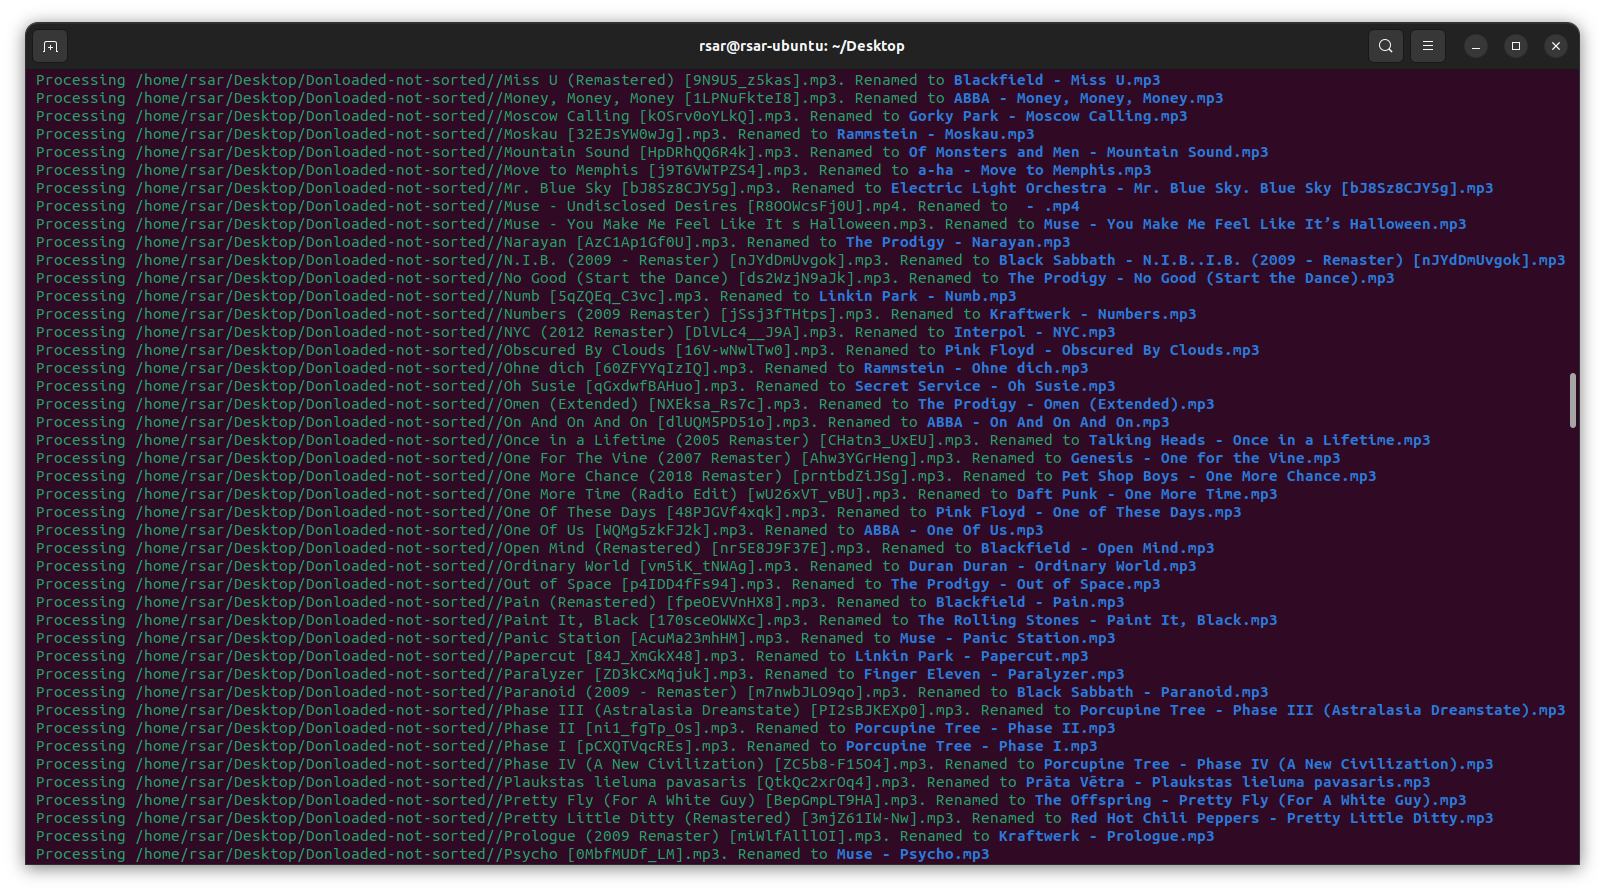 rsar@rsar-ubuntu: ~/Desktop
Processing /home/rsar/Desktop/Donloaded-not-sorted//Miss U (Remastered) [9N9U5_z5kas].mp3. Renamed to Blackfield - Miss U.mp3
Processing /home/rsar/Desktop/Donloaded-not-sorted//Money, Money, Money [1LPNuFkteI8].mp3. Renamed to ABBA - Money, Money, Money.mp3
Processing /home/rsar/Desktop/Donloaded-not-sorted//Moscow Calling [kOSrv0oYLkQ].mp3. Renamed to Gorky Park - Moscow Calling.mp3
Processing /home/rsar/Desktop/Donloaded-not-sorted//Moskau [32EJsYW0wJg].mp3. Renamed to Rammstein - Moskau.mp3
Processing /home/rsar/Desktop/Donloaded-not-sorted//Mountain Sound [HpDRhQQ6R4k].mp3. Renamed to Of Monsters and Men - Mountain Sound.mp3
Processing /home/rsar/Desktop/Donloaded-not-sorted//Move to Memphis [j9T6VWTPZS4].mp3. Renamed to a-ha - Move to Memphis.mp3
Processing /home/rsar/Desktop/Donloaded-not-sorted//Mr. Blue Sky [bJ8Sz8CJY5g].mp3. Renamed to Electric Light Orchestra - Mr. Blue Sky. Blue Sky [bJ8Sz8CJY5g].mp3
Processing /home/rsar/Desktop/Donloaded-not-sorted//Muse - Undisclosed Desires [R8OOWcsFj0U].mp4. Renamed to  - .mp4
Processing /home/rsar/Desktop/Donloaded-not-sorted//Muse - You Make Me Feel Like It s Halloween.mp3. Renamed to Muse - You Make Me Feel Like It’s Halloween.mp3
Processing /home/rsar/Desktop/Donloaded-not-sorted//Narayan [AzC1Ap1Gf0U].mp3. Renamed to The Prodigy - Narayan.mp3
Processing /home/rsar/Desktop/Donloaded-not-sorted//N.I.B. (2009 - Remaster) [nJYdDmUvgok].mp3. Renamed to Black Sabbath - N.I.B..I.B. (2009 - Remaster) [nJYdDmUvgok].mp3
Processing /home/rsar/Desktop/Donloaded-not-sorted//No Good (Start the Dance) [ds2WzjN9aJk].mp3. Renamed to The Prodigy - No Good (Start the Dance).mp3
Processing /home/rsar/Desktop/Donloaded-not-sorted//Numb [5qZQEq_C3vc].mp3. Renamed to Linkin Park - Numb.mp3
Processing /home/rsar/Desktop/Donloaded-not-sorted//Numbers (2009 Remaster) [jSsj3fTHtps].mp3. Renamed to Kraftwerk - Numbers.mp3
Processing /home/rsar/Desktop/Donloaded-not-sorted//NYC (2012 Remaster) [DlVLc4__J9A].mp3. Renamed to Interpol - NYC.mp3
Processing /home/rsar/Desktop/Donloaded-not-sorted//Obscured By Clouds [16V-wNwlTw0].mp3. Renamed to Pink Floyd - Obscured By Clouds.mp3
Processing /home/rsar/Desktop/Donloaded-not-sorted//Ohne dich [60ZFYYqIzIQ].mp3. Renamed to Rammstein - Ohne dich.mp3
Processing /home/rsar/Desktop/Donloaded-not-sorted//Oh Susie [qGxdwfBAHuo].mp3. Renamed to Secret Service - Oh Susie.mp3
Processing /home/rsar/Desktop/Donloaded-not-sorted//Omen (Extended) [NXEksa_Rs7c].mp3. Renamed to The Prodigy - Omen (Extended).mp3
Processing /home/rsar/Desktop/Donloaded-not-sorted//On And On And On [dlUQM5PD51o].mp3. Renamed to ABBA - On And On And On.mp3
Processing /home/rsar/Desktop/Donloaded-not-sorted//Once in a Lifetime (2005 Remaster) [CHatn3_UxEU].mp3. Renamed to Talking Heads - Once in a Lifetime.mp3
Processing /home/rsar/Desktop/Donloaded-not-sorted//One For The Vine (2007 Remaster) [Ahw3YGrHeng].mp3. Renamed to Genesis - One for the Vine.mp3
Processing /home/rsar/Desktop/Donloaded-not-sorted//One More Chance (2018 Remaster) [prntbdZiJSg].mp3. Renamed to Pet Shop Boys - One More Chance.mp3
Processing /home/rsar/Desktop/Donloaded-not-sorted//One More Time (Radio Edit) [wU26xVT_vBU].mp3. Renamed to Daft Punk - One More Time.mp3
Processing /home/rsar/Desktop/Donloaded-not-sorted//One Of These Days [48PJGVf4xqk].mp3. Renamed to Pink Floyd - One of These Days.mp3
Processing /home/rsar/Desktop/Donloaded-not-sorted//One Of Us [WQMg5zkFJ2k].mp3. Renamed to ABBA - One Of Us.mp3
Processing /home/rsar/Desktop/Donloaded-not-sorted//Open Mind (Remastered) [nr5E8J9F37E].mp3. Renamed to Blackfield - Open Mind.mp3
Processing /home/rsar/Desktop/Donloaded-not-sorted//Ordinary World [vm5iK_tNWAg].mp3. Renamed to Duran Duran - Ordinary World.mp3
Processing /home/rsar/Desktop/Donloaded-not-sorted//Out of Space [p4IDD4fFs94].mp3. Renamed to The Prodigy - Out of Space.mp3
Processing /home/rsar/Desktop/Donloaded-not-sorted//Pain (Remastered) [fpeOEVVnHX8].mp3. Renamed to Blackfield - Pain.mp3
Processing /home/rsar/Desktop/Donloaded-not-sorted//Paint It, Black [170sceOWWXc].mp3. Renamed to The Rolling Stones - Paint It, Black.mp3
Processing /home/rsar/Desktop/Donloaded-not-sorted//Panic Station [AcuMa23mhHM].mp3. Renamed to Muse - Panic Station.mp3
Processing /home/rsar/Desktop/Donloaded-not-sorted//Papercut [84J_XmGkX48].mp3. Renamed to Linkin Park - Papercut.mp3
Processing /home/rsar/Desktop/Donloaded-not-sorted//Paralyzer [ZD3kCxMqjuk].mp3. Renamed to Finger Eleven - Paralyzer.mp3
Processing /home/rsar/Desktop/Donloaded-not-sorted//Paranoid (2009 - Remaster) [m7nwbJLO9qo].mp3. Renamed to Black Sabbath - Paranoid.mp3
Processing /home/rsar/Desktop/Donloaded-not-sorted//Phase III (Astralasia Dreamstate) [PI2sBJKEXp0].mp3. Renamed to Porcupine Tree - Phase III (Astralasia Dreamstate).mp3
Processing /home/rsar/Desktop/Donloaded-not-sorted//Phase II [ni1_fgTp_Os].mp3. Renamed to Porcupine Tree - Phase II.mp3
Processing /home/rsar/Desktop/Donloaded-not-sorted//Phase I [pCXQTVqcREs].mp3. Renamed to Porcupine Tree - Phase I.mp3
Processing /home/rsar/Desktop/Donloaded-not-sorted//Phase IV (A New Civilization) [ZC5b8-F15O4].mp3. Renamed to Porcupine Tree - Phase IV (A New Civilization).mp3
Processing /home/rsar/Desktop/Donloaded-not-sorted//Plaukstas lieluma pavasaris [QtkQc2xrOq4].mp3. Renamed to Prāta Vētra - Plaukstas lieluma pavasaris.mp3
Processing /home/rsar/Desktop/Donloaded-not-sorted//Pretty Fly (For A White Guy) [BepGmpLT9HA].mp3. Renamed to The Offspring - Pretty Fly (For A White Guy).mp3
Processing /home/rsar/Desktop/Donloaded-not-sorted//Pretty Little Ditty (Remastered) [3mjZ61IW-Nw].mp3. Renamed to Red Hot Chili Peppers - Pretty Little Ditty.mp3
Processing /home/rsar/Desktop/Donloaded-not-sorted//Prologue (2009 Remaster) [miWlfAlllOI].mp3. Renamed to Kraftwerk - Prologue.mp3
Processing /home/rsar/Desktop/Donloaded-not-sorted//Psycho [0MbfMUDf_LM].mp3. Renamed to Muse - Psycho.mp3